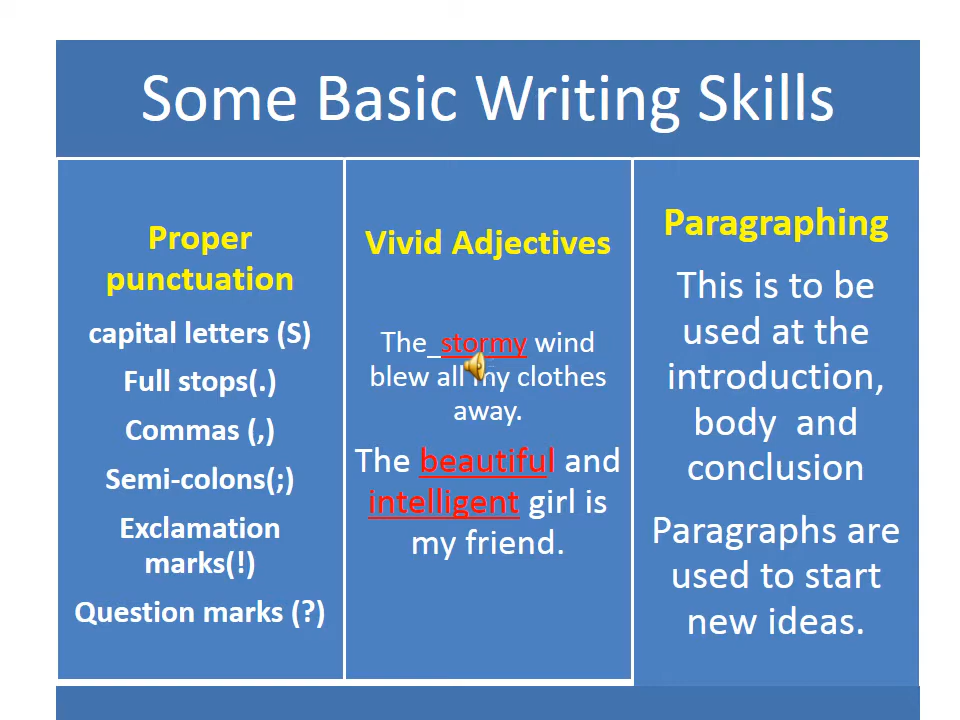 Some Basic Writing Skills
Proper
punctuation
capital letters (S)
Full stops(.)
Commas (,)
Semi-colons(;)
Exclamation
marks(!)
Question marks (?)
Vivid Adjectives
The_stormy wind
blew all my clothes
away.
The beautiful and
intelligent girl is
my friend.
Paragraphing
This is to be
used at the
introduction,
body and
conclusion
Paragraphs are
used to start
new ideas.